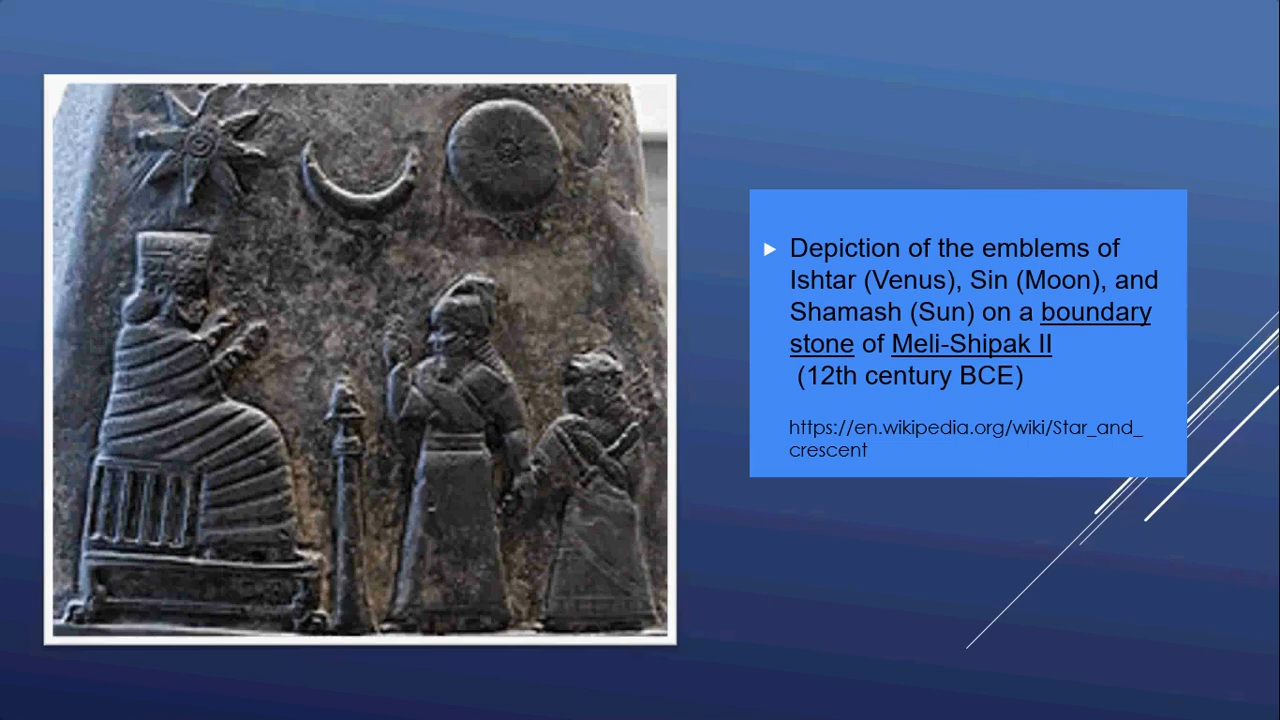 Depiction of the emblems of
Ishtar (Venus), Sin (Moon), and
Shamash (Sun) on a boundary
stone of Meli-Shipak II
(12th century BCE)
https://en.wikipedia.org/wiki/Star_and_
crescent